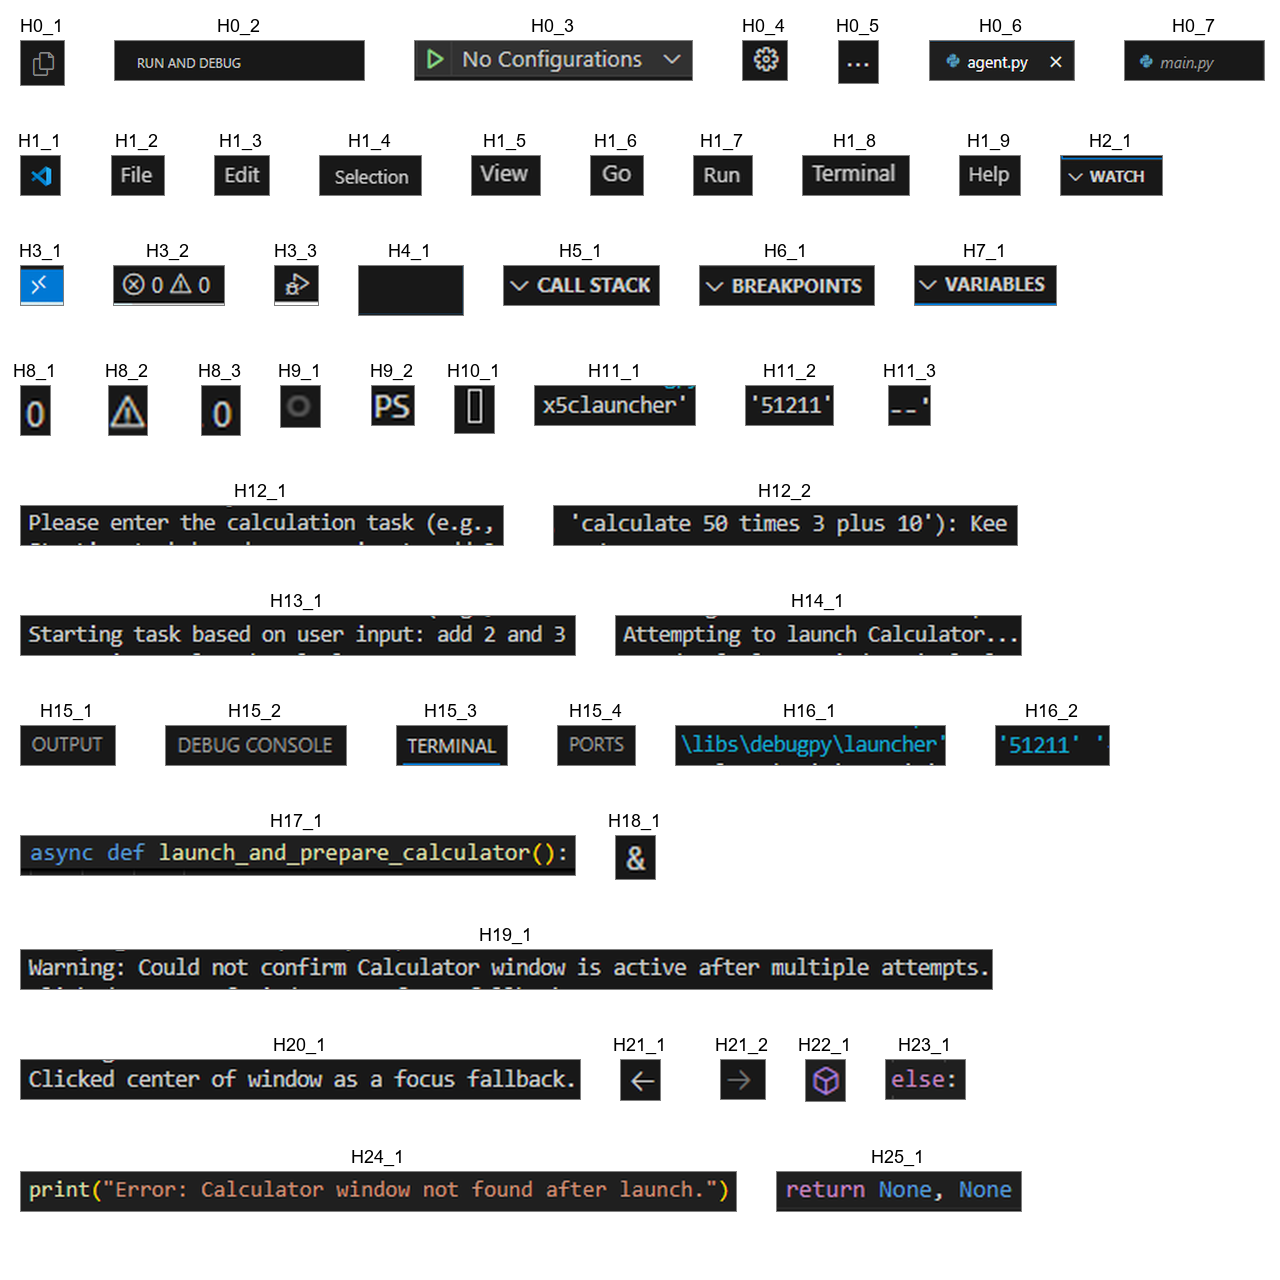 H0_1 H0_2 H0_3 H0_4 H0_5 H0_6 H0_7
RUN AND DEBUG No Configurations ... agent.py × main.py
H1_1 H1_2 H1_3 H1_4 H1_5 H1_6 H1_7 H1_8 H1_9 H2_1
File Edit Selection View Go Run Terminal Help WATCH
H3_1 H3_2 H3_3 H4_1 H5_1 H6_1 H7_1
0 0 CALL STACK BREAKPOINTS VARIABLES
H8_1 H8_2 H8_3 H9_1 H9_2 H10_1 H11_1 H11_2 H11_3
0 0 PS x5clauncher' '51211' --'
H12_1 H12_2
Please enter the calculation task (e.g., 'calculate 50 times 3 plus 10'): Kee
H13_1 H14_1
Starting task based on user input: add 2 and 3 Attempting to launch Calculator...
H15_1 H15_2 H15_3 H15_4 H16_1 H16_2
OUTPUT DEBUG CONSOLE TERMINAL PORTS \libs\debugpy\launcher' '51211' '
H17_1 H18_1
async def launch_and_prepare_calculator(): &
H19_1
Warning: Could not confirm Calculator window is active after multiple attempts.
H20_1 H21_1 H21_2 H22_1 H23_1
Clicked center of window as a focus fallback. ← → else:
H24_1 H25_1
print("Error: Calculator window not found after launch.") return None, None